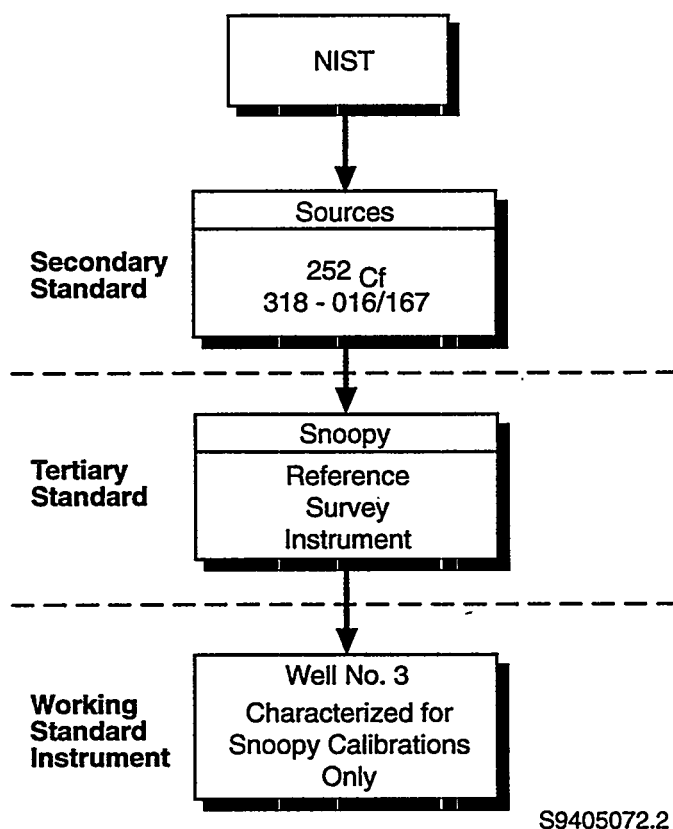 NIST
Sources
Secondary
Standard
252 Cf
318 - 016/167
Snoopy
Tertiary
Standard
Reference
Survey
Instrument
Working
Standard
Instrument
Well No. 3
Characterized for
Snoopy Calibrations
Only
S9405072.2